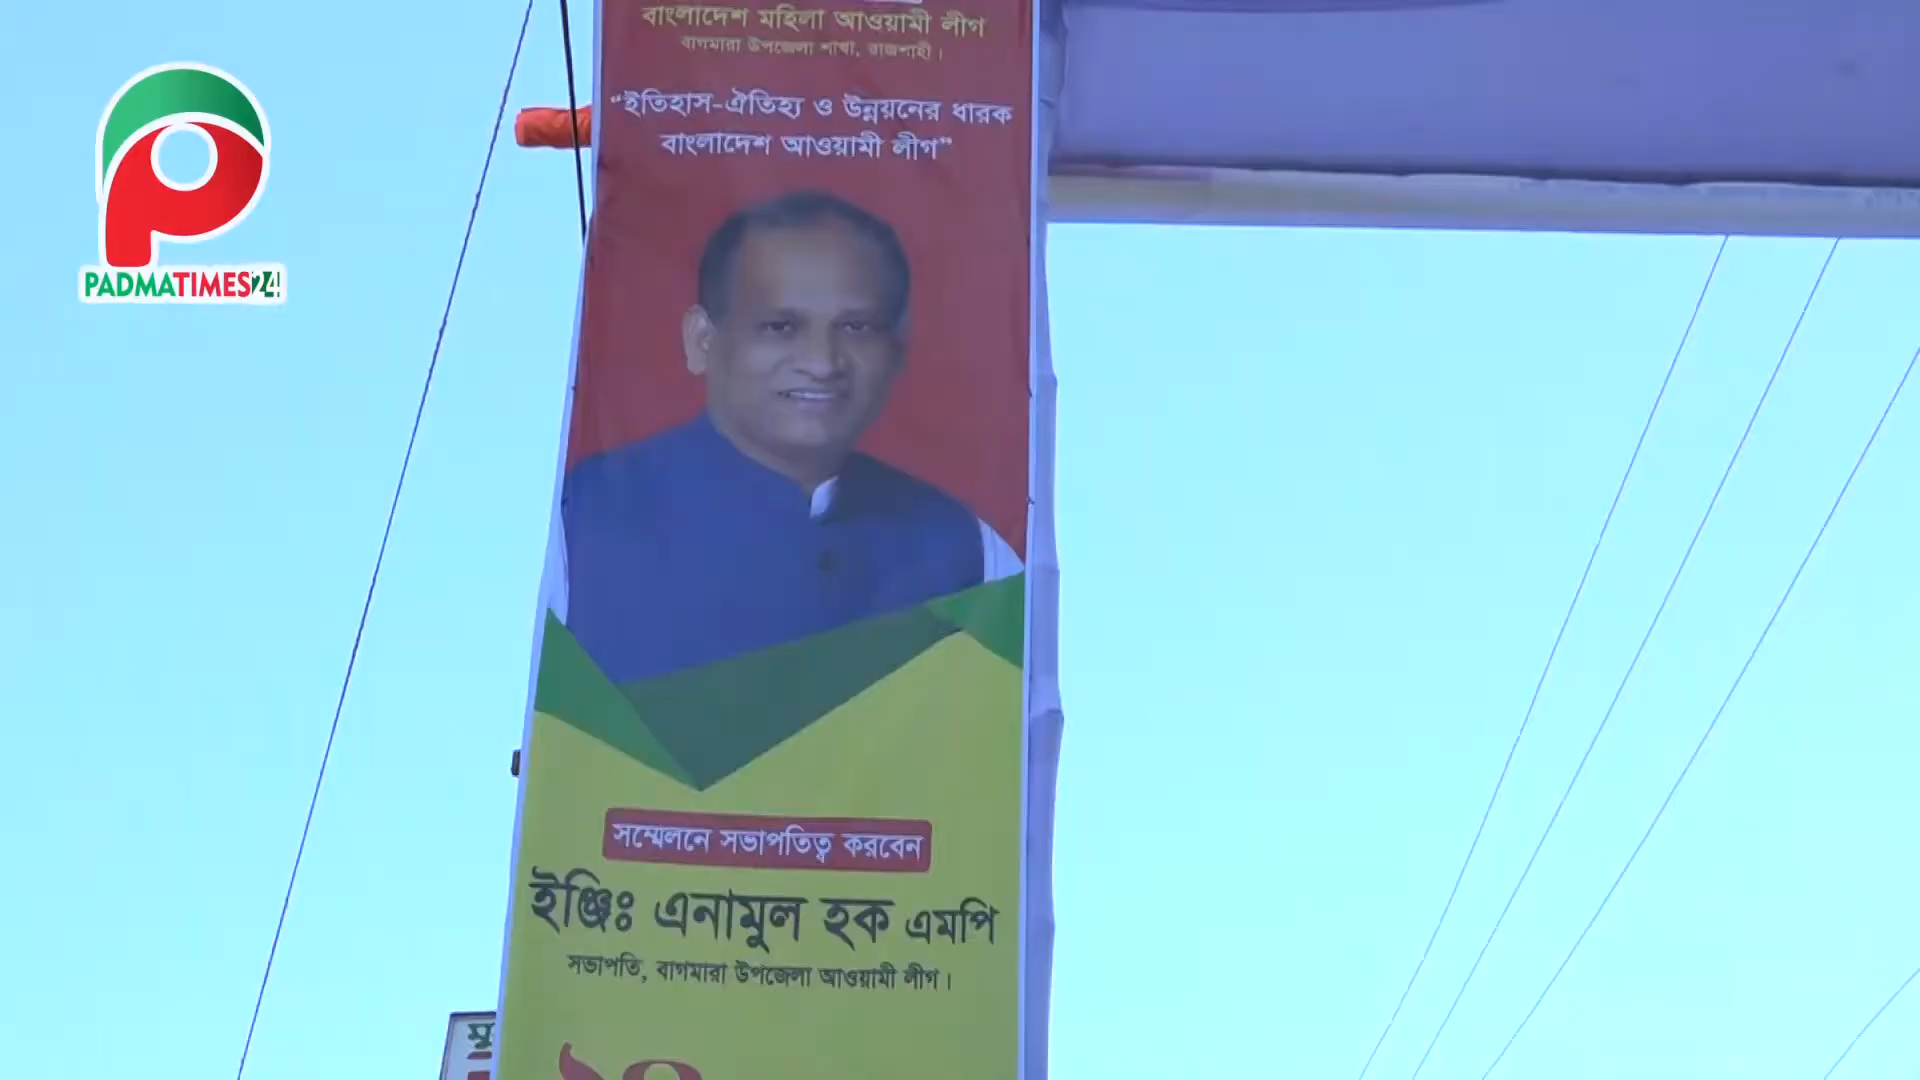 বাংলাদেশ মহিলা আওয়ামী লীগ
বাগমারা উপজেলা শাখা, রাজশাহী।
“ইতিহাস-ঐতিহ্য ও উন্নয়নের ধারক
বাংলাদেশ আওয়ামী লীগ”
PADMATIMES24
সম্মেলনে সভাপতিত্ব করবেন
ইঞ্জিঃ এনামুল হক এমপি
সভাপতি, বাগমারা উপজেলা আওয়ামী লীগ।